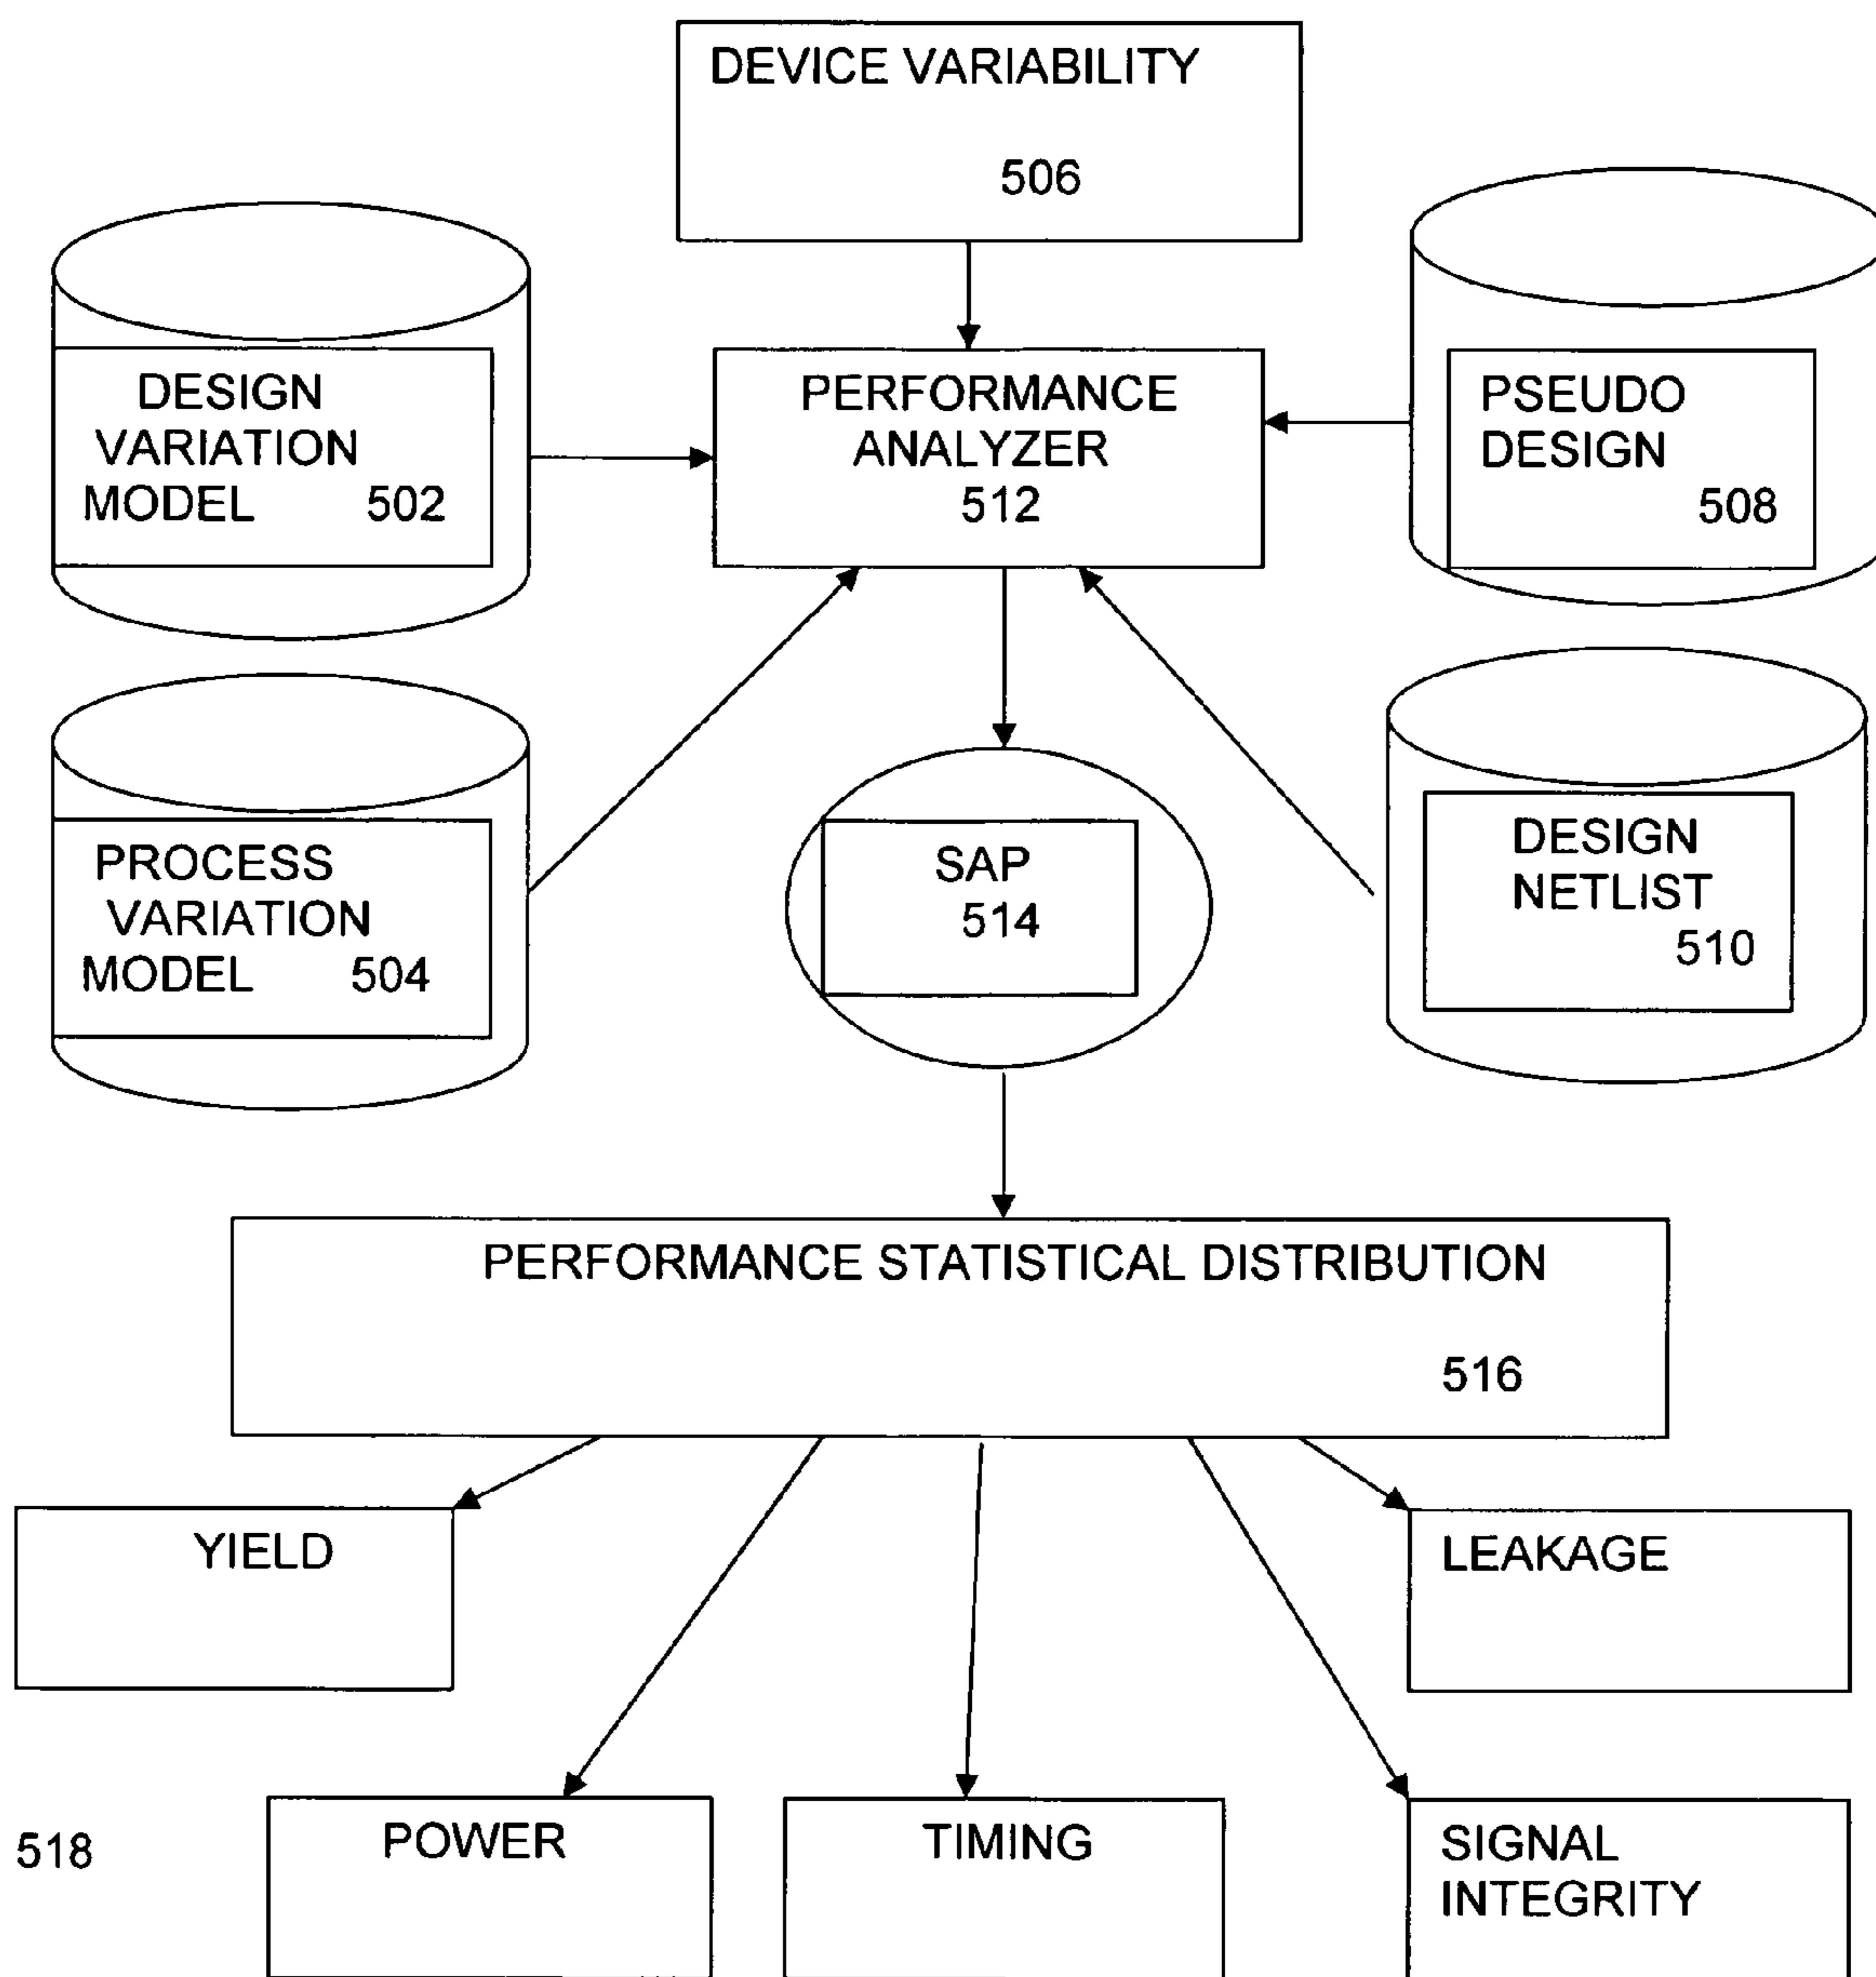 DEVICE VARIABILITY
506
DESIGN
VARIATION
MODEL 502
PERFORMANCE
ANALYZER
512
PSEUDO
DESIGN
508
PROCESS
VARIATION
MODEL 504
SAP
514
DESIGN
NETLIST
510
PERFORMANCE STATISTICAL DISTRIBUTION
516
YIELD
LEAKAGE
518
POWER
TIMING
SIGNAL
INTEGRITY